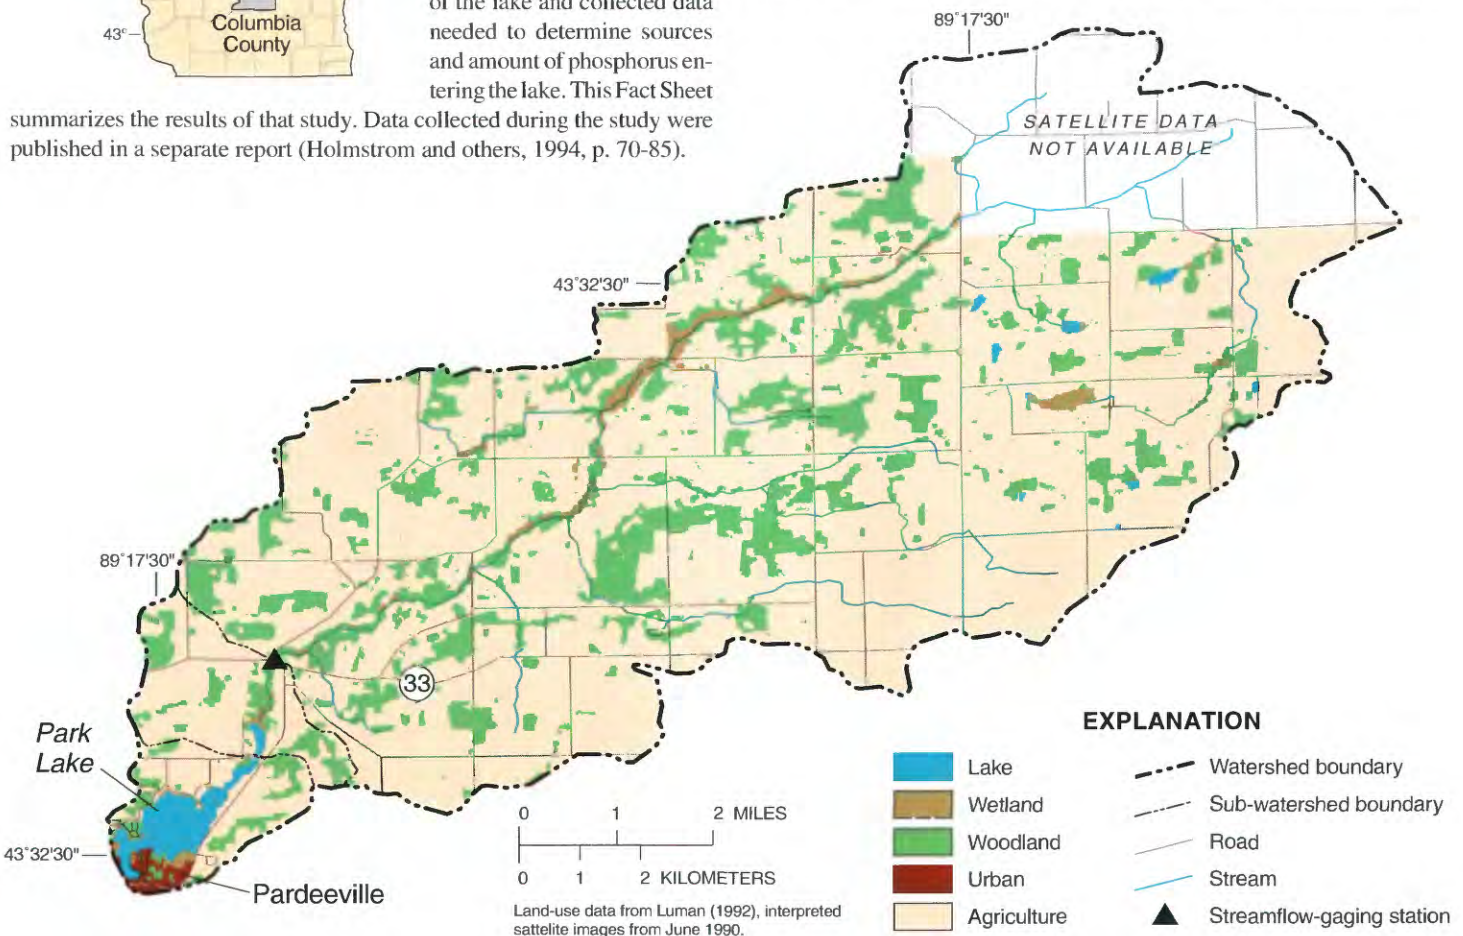 43°
Columbia
County
of the lake and collected data
needed to determine sources
and amount of phosphorus en-
tering the lake. This Fact Sheet
summarizes the results of that study. Data collected during the study were
published in a separate report (Holmstrom and others, 1994, p. 70-85).
89°17'30"
SATELLITE DATA
NOT AVAILABLE
43°32'30"
89°17'30"
33
Park
Lake
43°32'30"
Pardeeville
0 1 2 MILES
0 1 2 KILOMETERS
Land-use data from Luman (1992), interpreted
sattelite images from June 1990.
EXPLANATION
Lake
Wetland
Woodland
Urban
Agriculture
Watershed boundary
Sub-watershed boundary
Road
Stream
Streamflow-gaging station